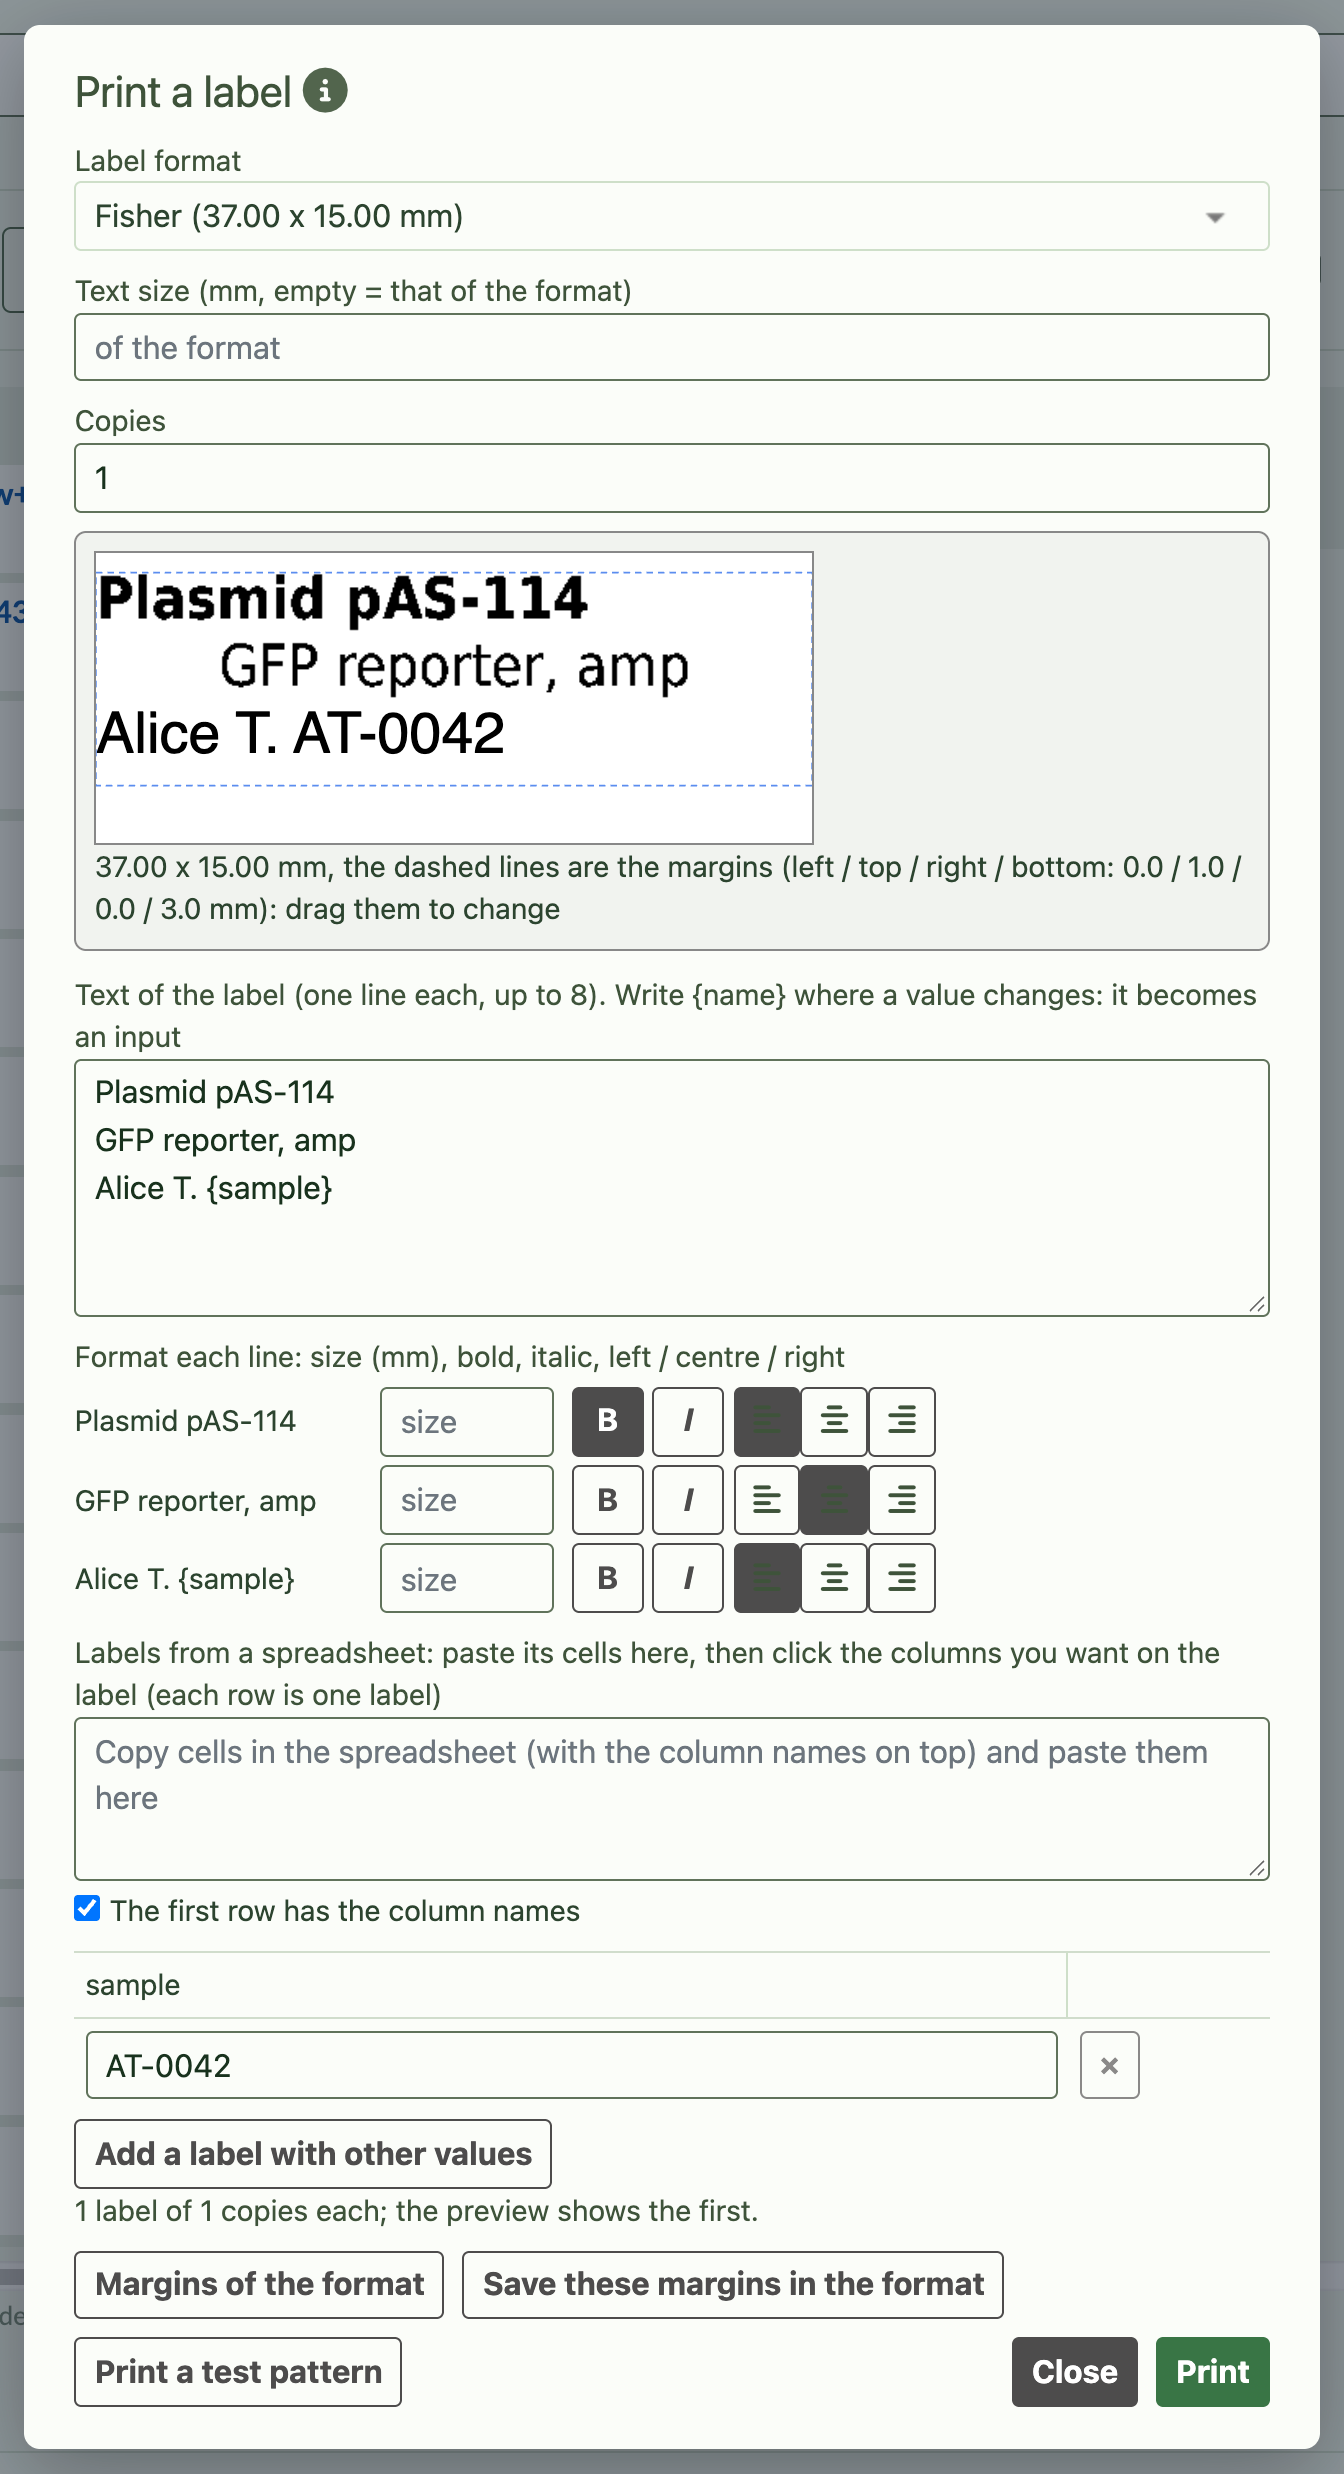 Print a label
Label format
Fisher (37.00 x 15.00 mm)
Text size (mm, empty = that of the format)
of the format
Copies
1
Plasmid pAS-114
GFP reporter, amp
Alice T. AT-0042
37.00 x 15.00 mm, the dashed lines are the margins (left / top / right / bottom: 0.0 / 1.0 /
0.0 / 3.0 mm): drag them to change
Text of the label (one line each, up to 8). Write {name} where a value changes: it becomes
an input
Plasmid pAS-114
GFP reporter, amp
Alice T. {sample}
Format each line: size (mm), bold, italic, left / centre / right
Plasmid pAS-114 size B I
GFP reporter, amp size B I
Alice T. {sample} size B I
Labels from a spreadsheet: paste its cells here, then click the columns you want on the
label (each row is one label)
Copy cells in the spreadsheet (with the column names on top) and paste them
here
The first row has the column names
sample
AT-0042 ×
Add a label with other values
1 label of 1 copies each; the preview shows the first.
Margins of the format Save these margins in the format
Print a test pattern Close Print